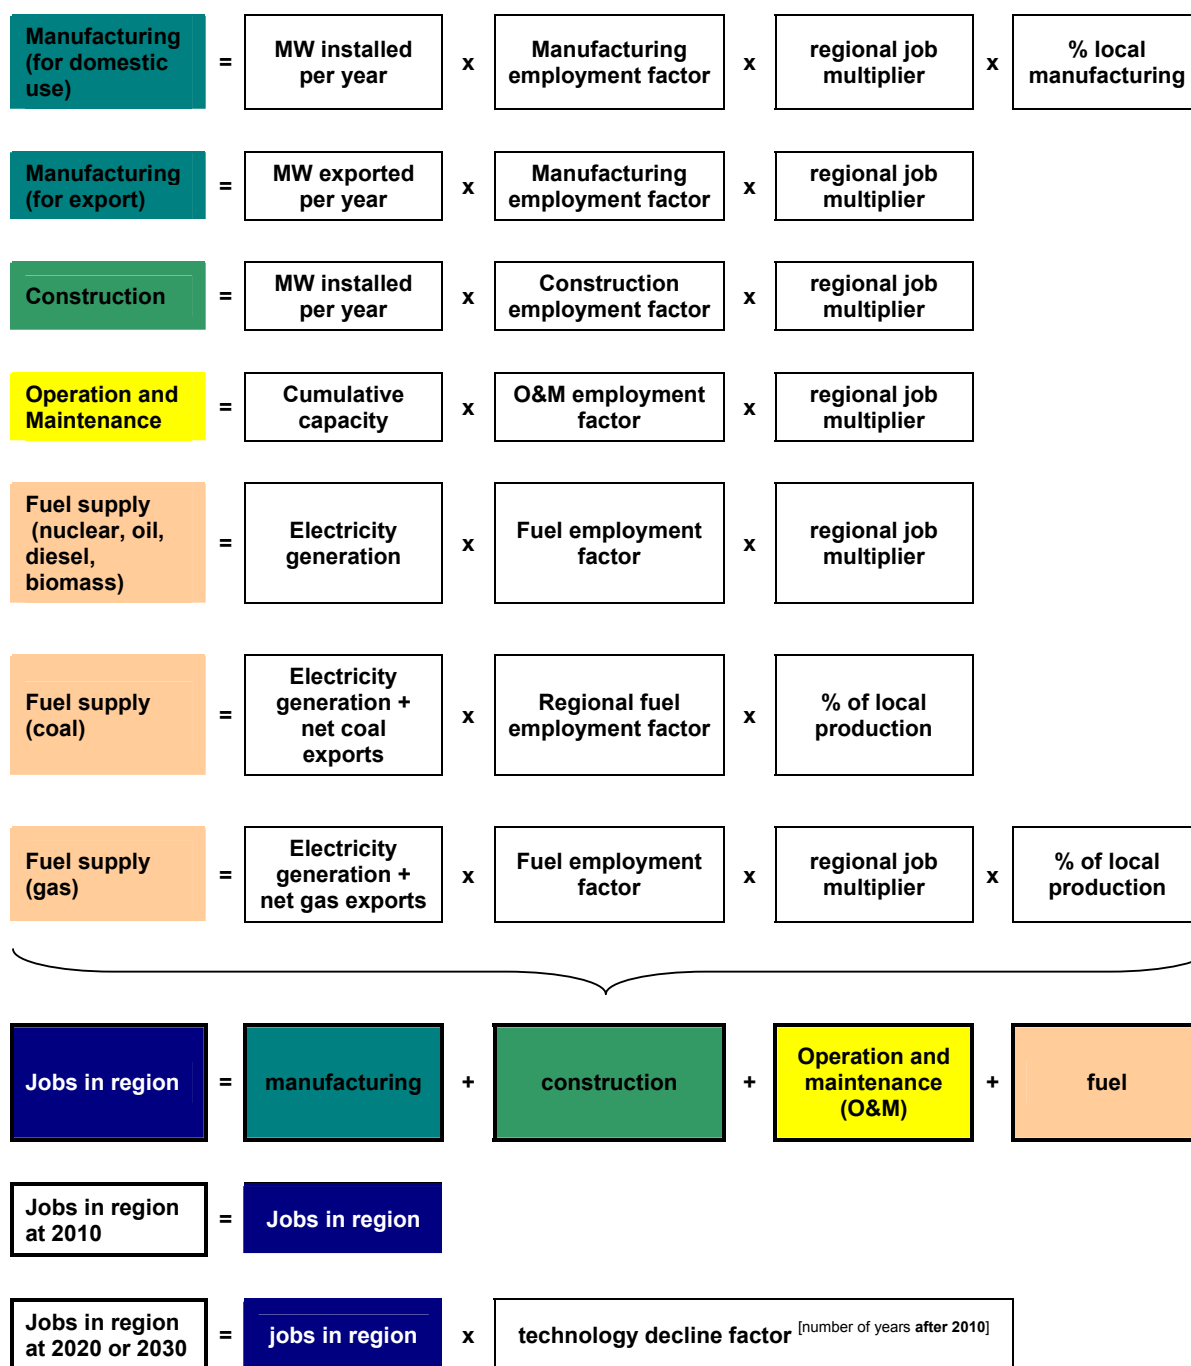 Manufacturing (for domestic use) = MW installed per year x Manufacturing employment factor x regional job multiplier x % local manufacturing
Manufacturing (for export) = MW exported per year x Manufacturing employment factor x regional job multiplier
Construction = MW installed per year x Construction employment factor x regional job multiplier
Operation and Maintenance = Cumulative capacity x O&M employment factor x regional job multiplier
Fuel supply (nuclear, oil, diesel, biomass) = Electricity generation x Fuel employment factor x regional job multiplier
Fuel supply (coal) = Electricity generation + net coal exports x Regional fuel employment factor x % of local production
Fuel supply (gas) = Electricity generation + net gas exports x Fuel employment factor x regional job multiplier x % of local production
Jobs in region = manufacturing + construction + Operation and maintenance (O&M) + fuel
Jobs in region at 2010 = Jobs in region
Jobs in region at 2020 or 2030 = jobs in region x technology decline factor [number of years after 2010]